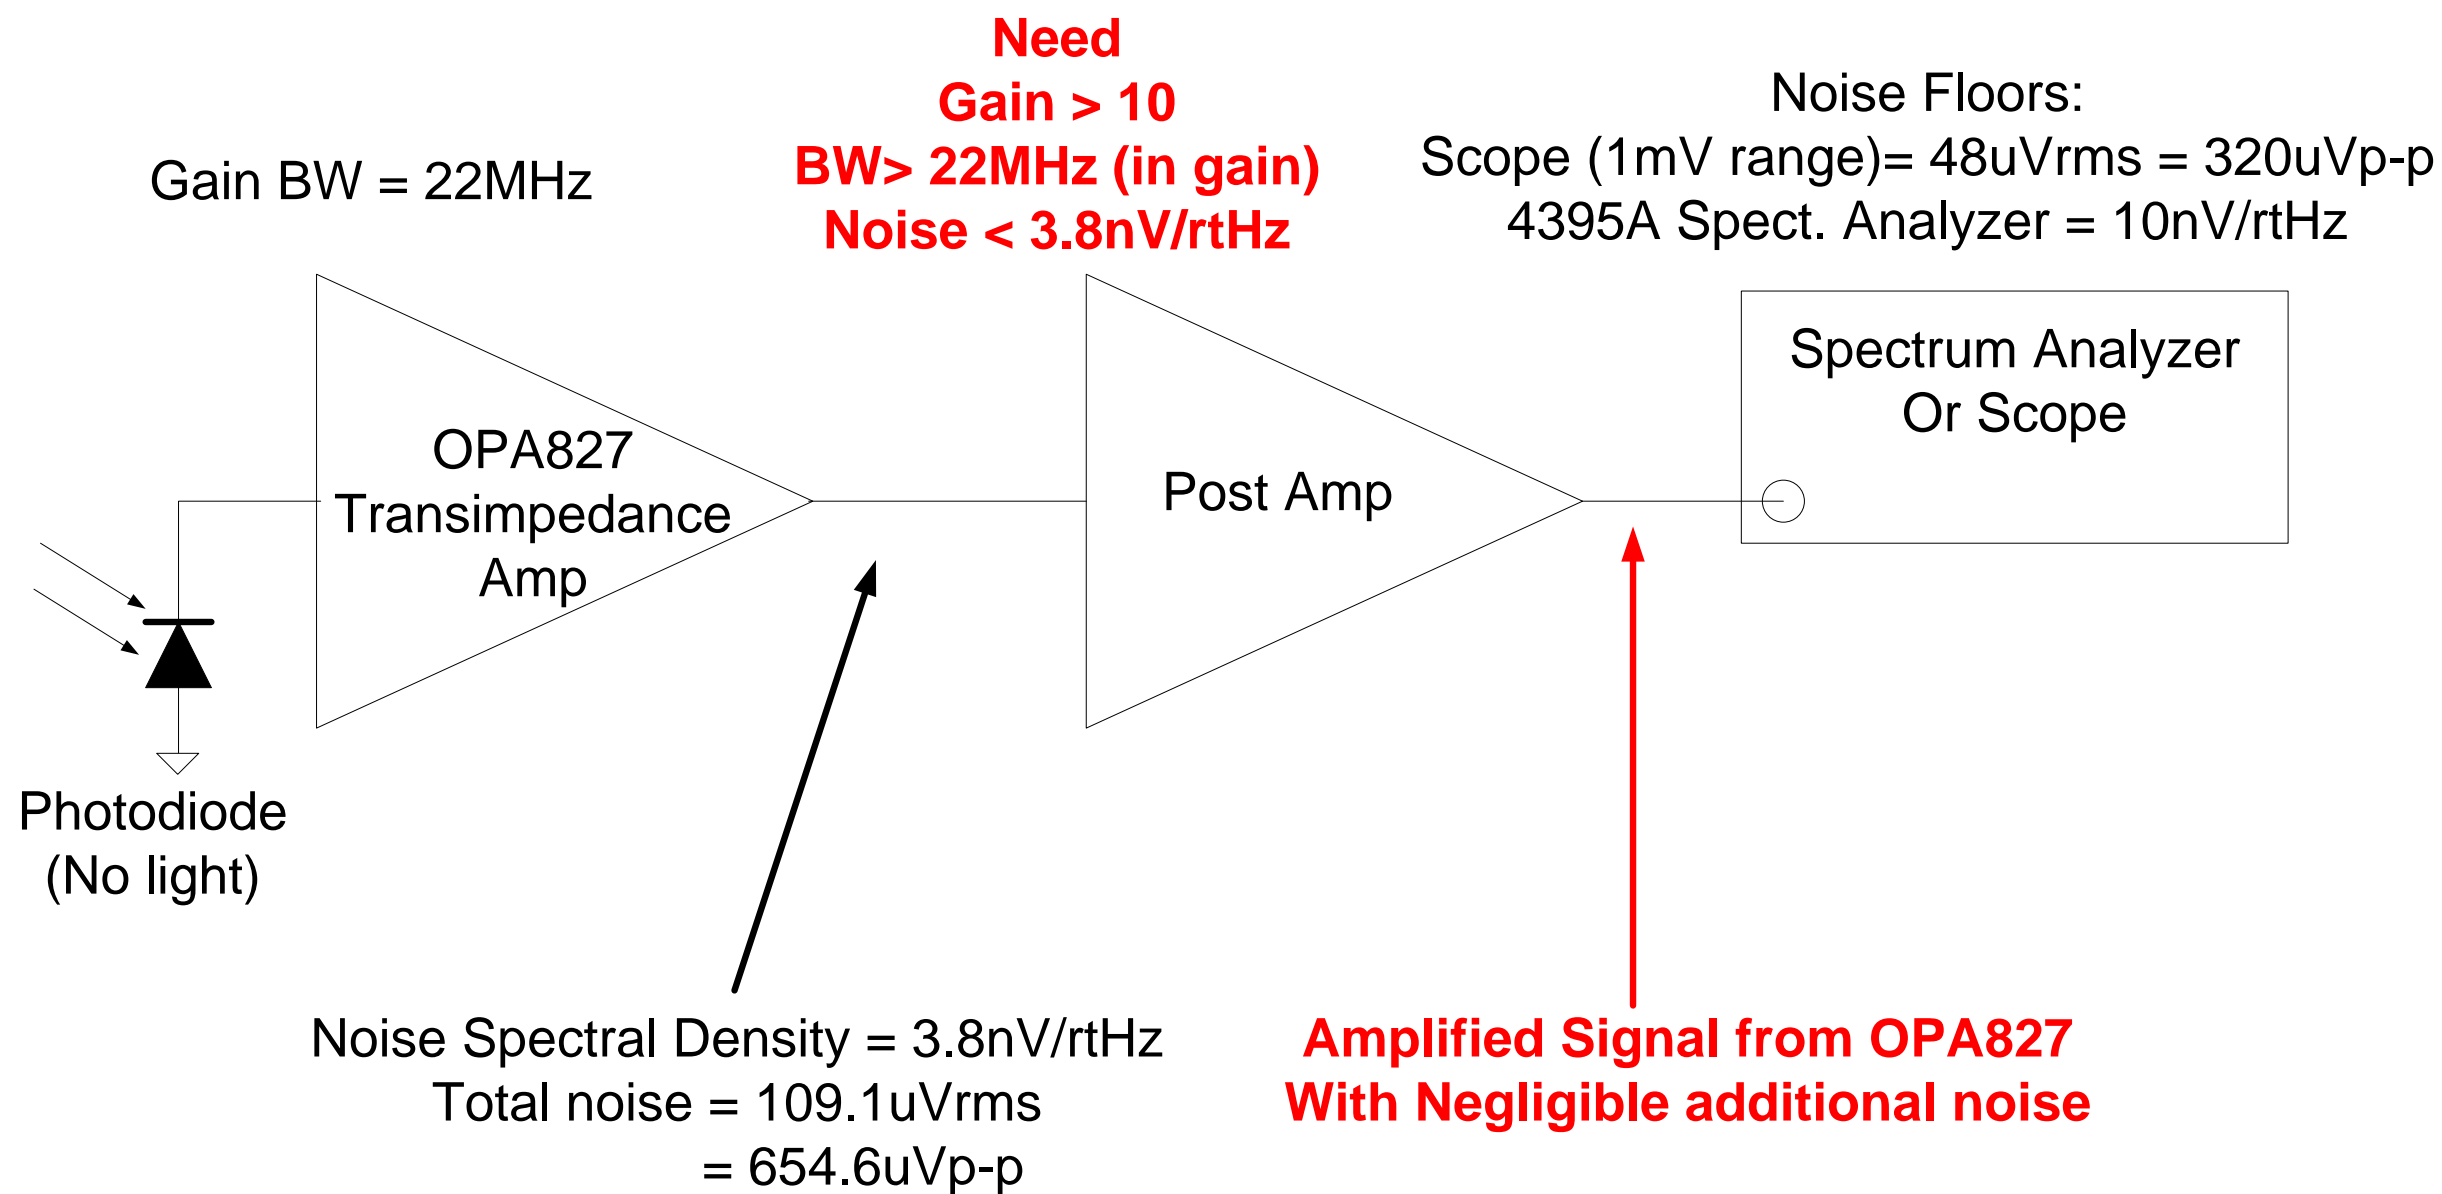 Need
Gain > 10
BW> 22MHz (in gain)
Noise < 3.8nV/rtHz
Noise Floors:
Scope (1mV range)= 48uVrms = 320uVp-p
4395A Spect. Analyzer = 10nV/rtHz
Gain BW = 22MHz
OPA827
Transimpedance
Amp
Post Amp
Spectrum Analyzer
Or Scope
Photodiode
(No light)
Noise Spectral Density = 3.8nV/rtHz
Total noise = 109.1uVrms
= 654.6uVp-p
Amplified Signal from OPA827
With Negligible additional noise